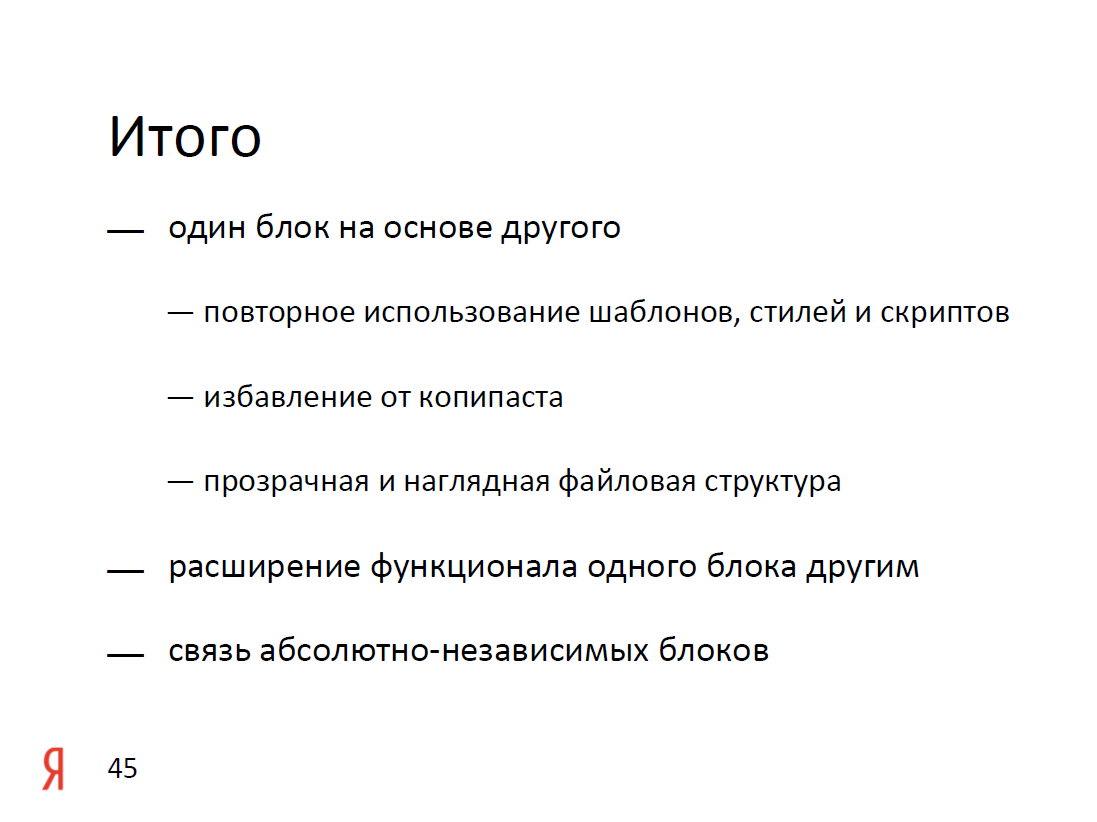 Итого
— один блок на основе другого
— повторное использование шаблонов, стилей и скриптов
— избавление от копипаста
— прозрачная и наглядная файловая структура
— расширение функционала одного блока другим
— связь абсолютно-независимых блоков
Я 45